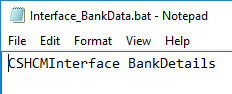 Interface_BankData.bat - Notepad
File Edit Format View Help
CSHCMInterface BankDetails